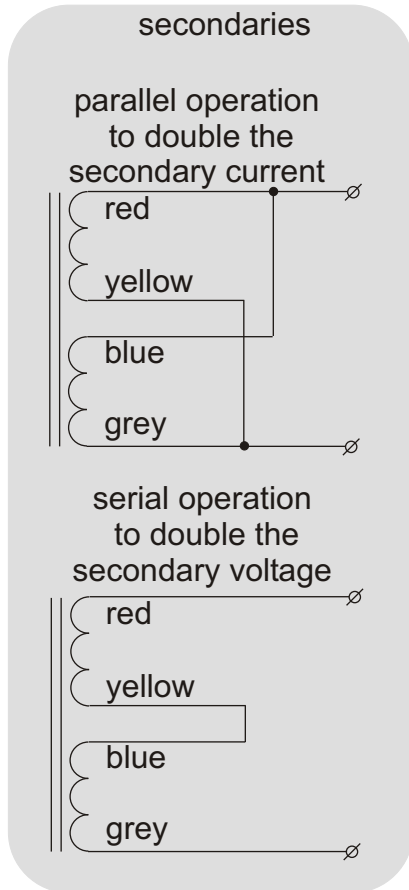 secondaries
parallel operation
to double the
secondary current
red
yellow
blue
grey
serial operation
to double the
secondary voltage
red
yellow
blue
grey